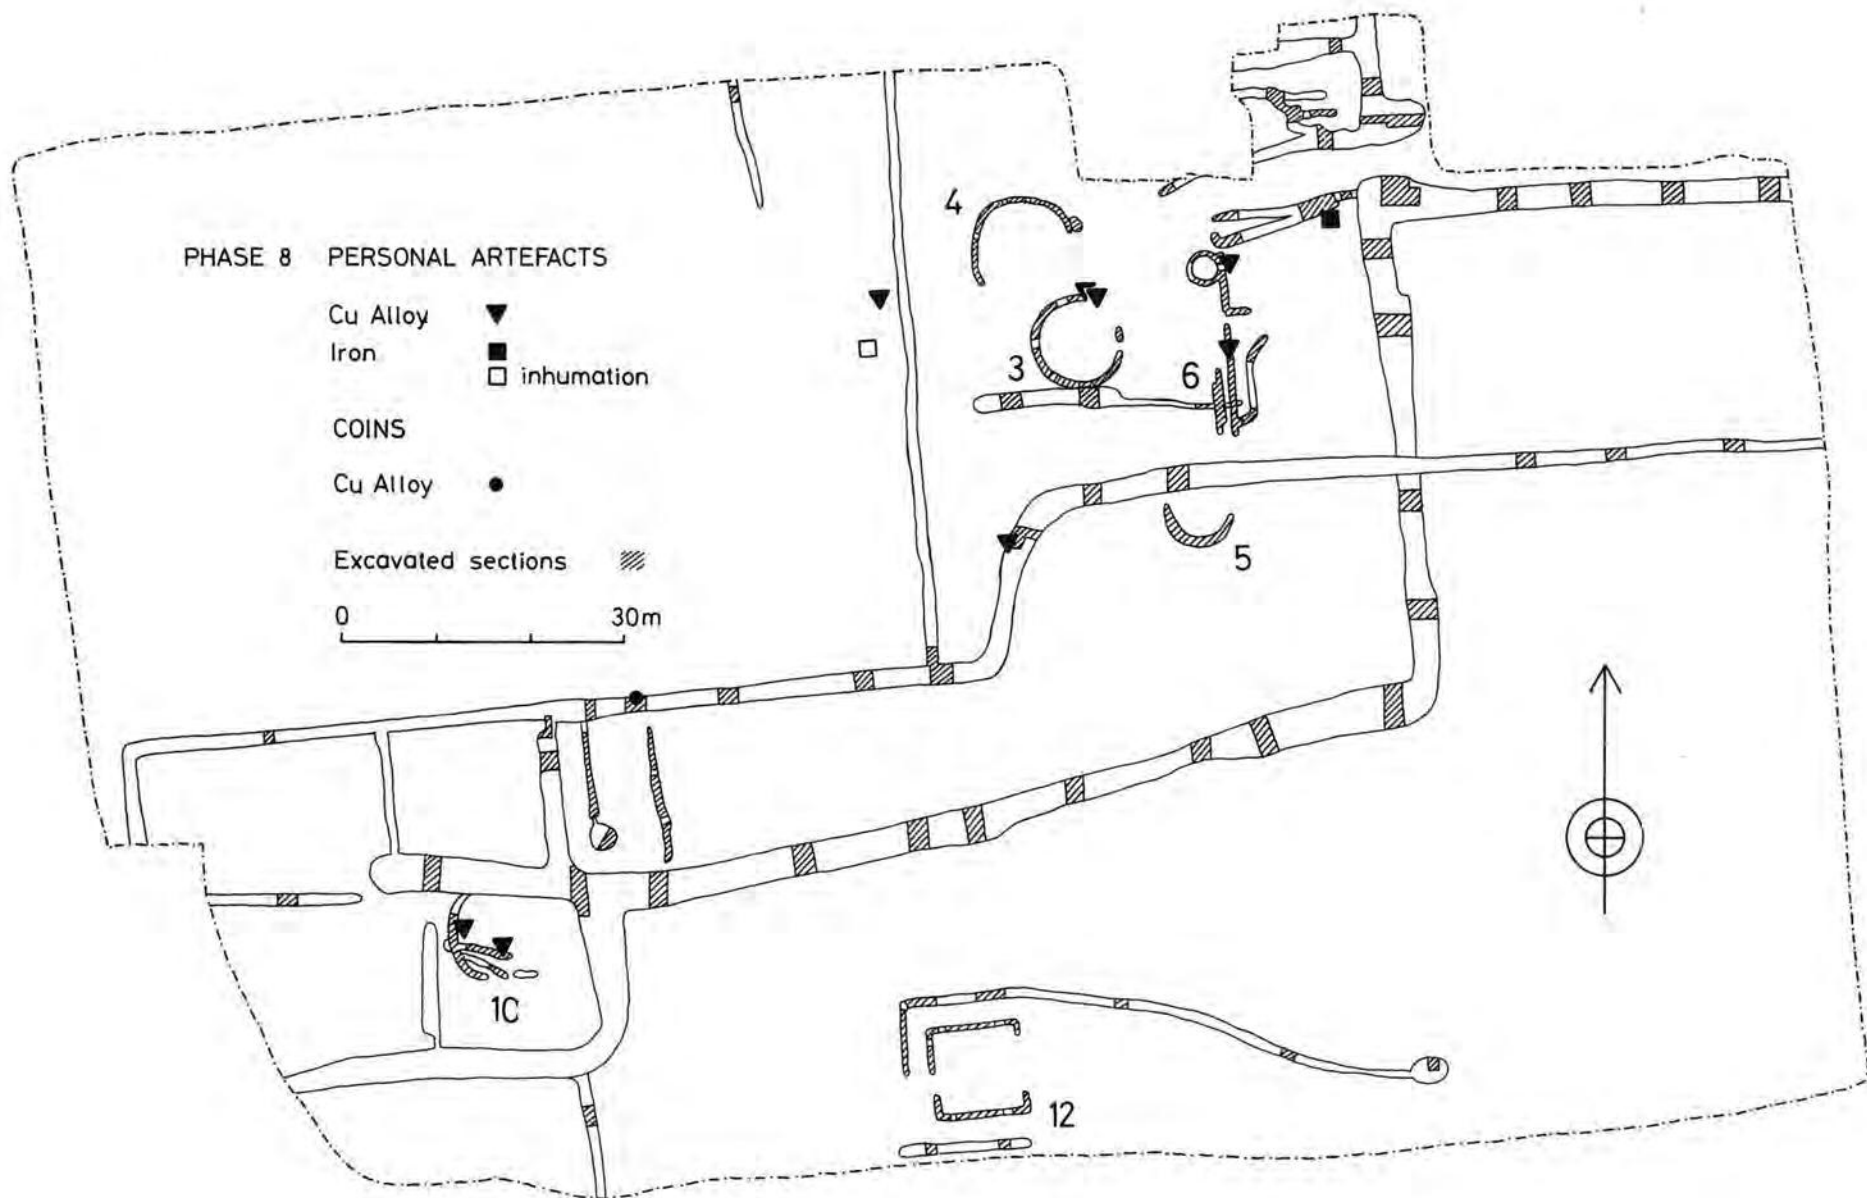 4
PHASE 8 PERSONAL ARTEFACTS
Cu Alloy
Iron
inhumation
3
6
COINS
Cu Alloy
5
Excavated sections
0 30m
10
12